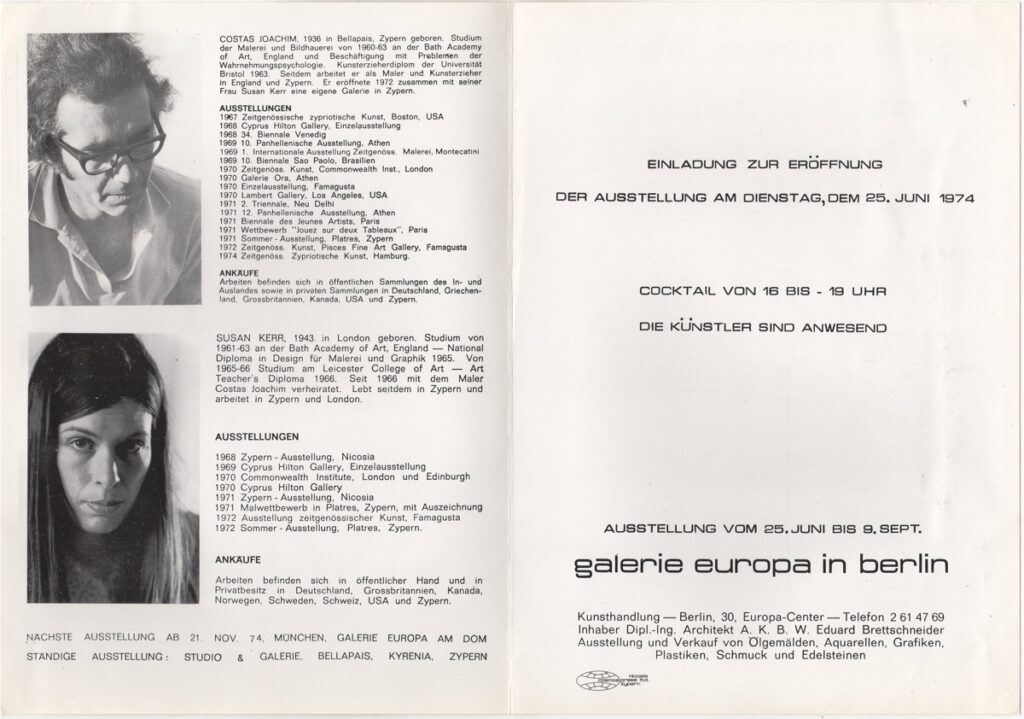 COSTAS JOACHIM, 1936 in Bellapais, Zypern geboren. Studium
der Malerei und Bildhauerei von 1960-63 an der Bath Academy
of Art, England und Beschäftigung mit Problemen der
Wahrnehmungspsychologie. Kunsterzieherdiplom der Universität
Bristol 1963. Seitdem arbeitet er als Maler und Kunsterzieher
in England und Zypern. Er eröffnete 1972 zusammen mit seiner
Frau Susan Kerr eine eigene Galerie in Zypern.
AUSSTELLUNGEN
1967 Zeitgenössische zypriotische Kunst, Boston, USA
1968 Cyprus Hilton Gallery, Einzelausstellung
1968 34. Biennale Venedig
1969 10. Panhellenische Ausstellung, Athen
1969 1. Internationale Ausstellung Zeitgenöss. Malerei, Montecatini
1969 10. Biennale Sao Paolo, Brasilien
1970 Zeitgenöss. Kunst, Commonwealth Inst., London
1970 Galerie Ora, Athen
1970 Einzelausstellung, Famagusta
1970 Lambert Gallery, Los Angeles, USA
1971 2. Triennale, Neu Delhi
1971 12. Panhellenische Ausstellung, Athen
1971 Biennale des Jeunes Artists, Paris
1971 Wettbewerb "Jouez sur deux Tableaux", Paris
1971 Sommer - Ausstellung, Platres, Zypern
1972 Zeitgenöss. Kunst, Pisces Fine Art Gallery, Famagusta
1974 Zeitgenöss. Zypriotische Kunst, Hamburg.
ANKÄUFE
Arbeiten befinden sich in öffentlichen Sammlungen des In- und
Auslandes sowie in privaten Sammlungen in Deutschland, Griechen-
land, Grossbritannien, Kanada, USA und Zypern.
SUSAN KERR, 1943 in London geboren. Studium von
1961-63 an der Bath Academy of Art, England — National
Diploma in Design für Malerei und Graphik 1965. Von
1965-66 Studium am Leicester College of Art — Art
Teacher's Diploma 1966. Seit 1966 mit dem Maler
Costas Joachim verheiratet. Lebt seitdem in Zypern und
arbeitet in Zypern und London.
AUSSTELLUNGEN
1968 Zypern - Ausstellung, Nicosia
1969 Cyprus Hilton Gallery, Einzelausstellung
1970 Commonwealth Institute, London und Edinburgh
1970 Cyprus Hilton Gallery
1971 Zypern - Ausstellung, Nicosia
1971 Malwettbewerb in Platres, Zypern, mit Auszeichnung
1972 Ausstellung zeitgenössischer Kunst, Famagusta
1972 Sommer - Ausstellung, Platres, Zypern.
ANKÄUFE
Arbeiten befinden sich in öffentlicher Hand und in
Privatbesitz in Deutschland, Grossbritannien, Kanada,
Norwegen, Schweden, Schweiz, USA und Zypern.
NÄCHSTE AUSSTELLUNG AB 21. NOV. 74, MÜNCHEN, GALERIE EUROPA AM DOM
STÄNDIGE AUSSTELLUNG: STUDIO & GALERIE, BELLAPAIS, KYRENIA, ZYPERN
EINLADUNG ZUR ERÖFFNUNG
DER AUSSTELLUNG AM DIENSTAG, DEM 25. JUNI 1974
COCKTAIL VON 16 BIS - 19 UHR
DIE KÜNSTLER SIND ANWESEND
AUSSTELLUNG VOM 25. JUNI BIS 9. SEPT.
galerie europa in berlin
Kunsthandlung — Berlin, 30, Europa-Center — Telefon 2 61 47 69
Inhaber Dipl.-Ing. Architekt A. K. B. W. Eduard Brettschneider
Ausstellung und Verkauf von Ölgemälden, Aquarellen, Grafiken,
Plastiken, Schmuck und Edelsteinen
nicosia
cosmospress ltd.
zypern